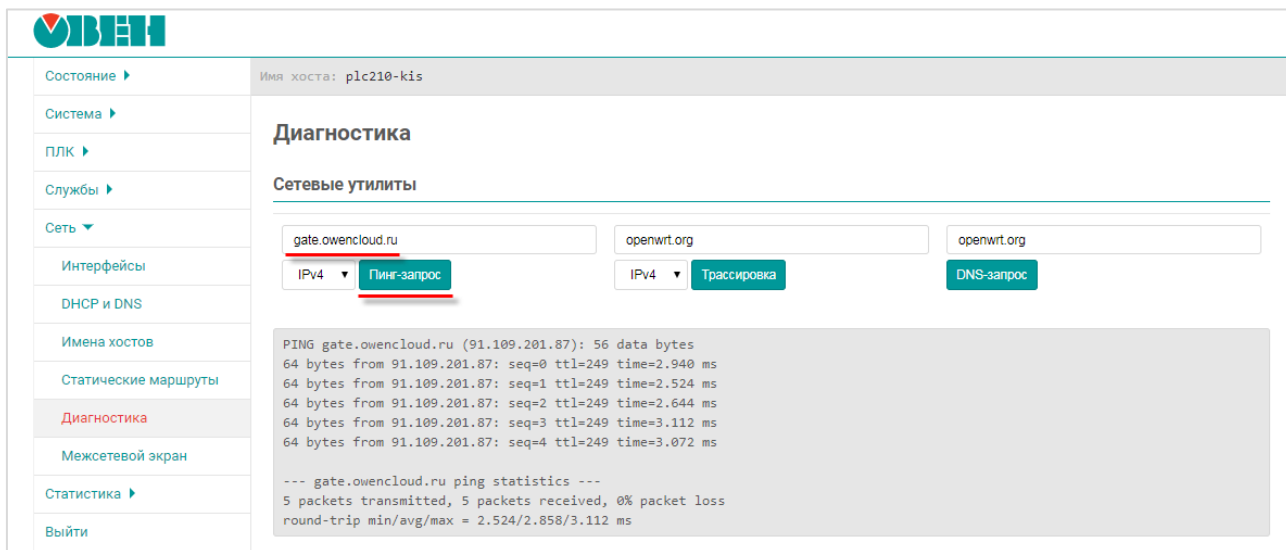 ОВЕН
Состояние
Имя хоста: plc210-kis
Система
ПЛК
Службы
Сеть
Интерфейсы
DHCP и DNS
Имена хостов
Статические маршруты
Диагностика
Межсетевой экран
Статистика
Выйти
Диагностика
Сетевые утилиты
gate.owencloud.ru openwrt.org openwrt.org
IPv4 Пинг-запрос IPv4 Трассировка DNS-запрос
PING gate.owencloud.ru (91.109.201.87): 56 data bytes
64 bytes from 91.109.201.87: seq=0 ttl=249 time=2.940 ms
64 bytes from 91.109.201.87: seq=1 ttl=249 time=2.524 ms
64 bytes from 91.109.201.87: seq=2 ttl=249 time=2.644 ms
64 bytes from 91.109.201.87: seq=3 ttl=249 time=3.112 ms
64 bytes from 91.109.201.87: seq=4 ttl=249 time=3.072 ms
--- gate.owencloud.ru ping statistics ---
5 packets transmitted, 5 packets received, 0% packet loss
round-trip min/avg/max = 2.524/2.858/3.112 ms